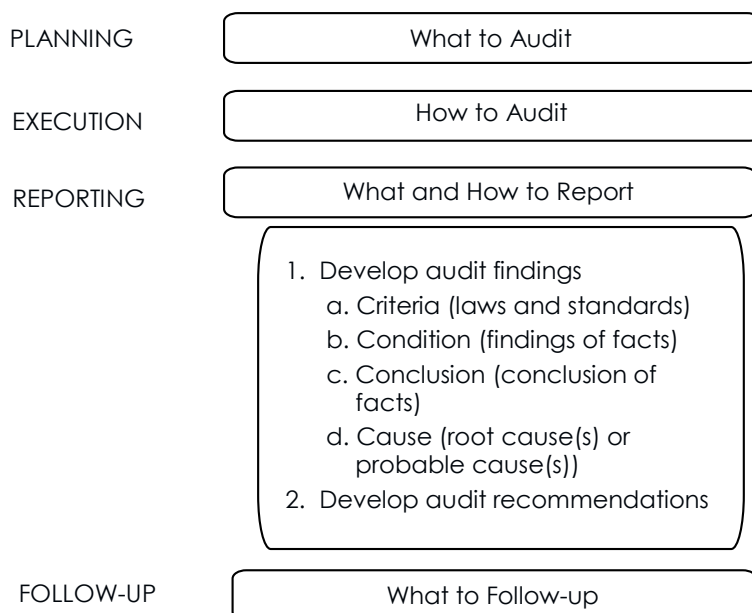 PLANNING
What to Audit
EXECUTION
How to Audit
REPORTING
What and How to Report
1. Develop audit findings
a. Criteria (laws and standards)
b. Condition (findings of facts)
c. Conclusion (conclusion of
facts)
d. Cause (root cause(s) or
probable cause(s))
2. Develop audit recommendations
FOLLOW-UP
What to Follow-up